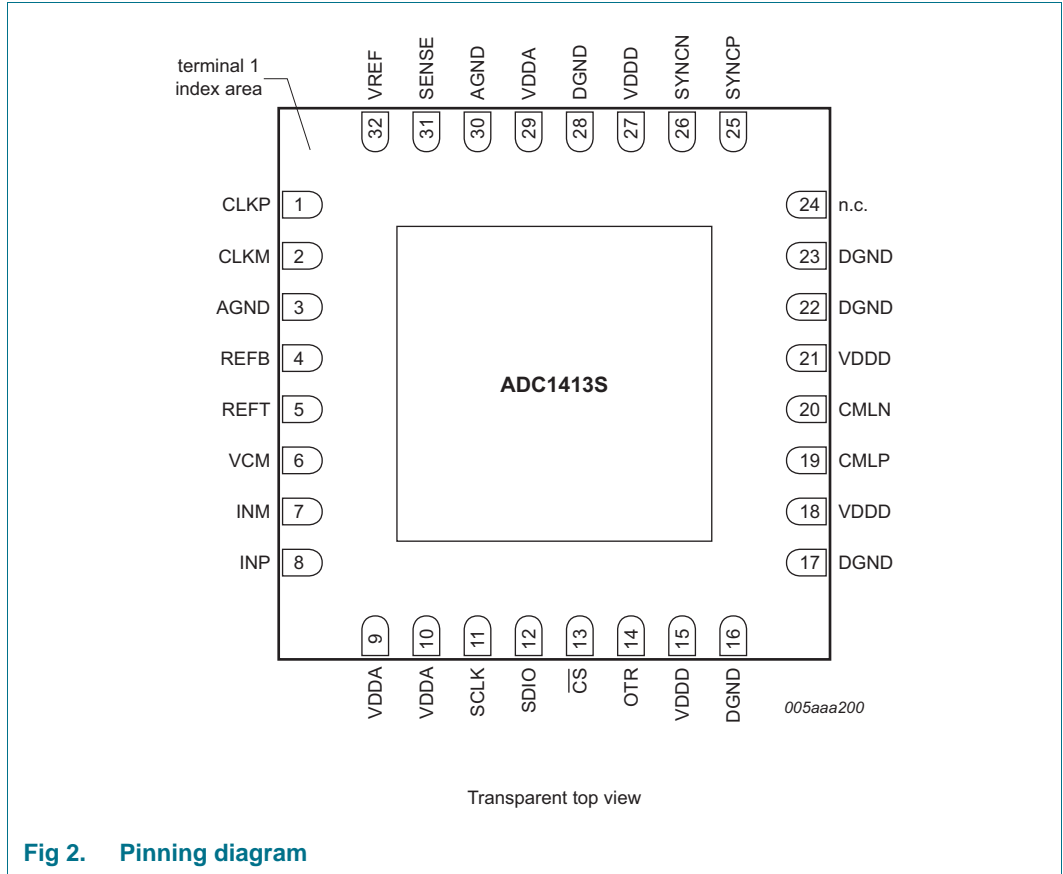 terminal 1
index area
VREF
SENSE
AGND
VDDA
DGND
VDDD
SYNCN
SYNCP
32
31
30
29
28
27
26
25
CLKP 1
CLKM 2
AGND 3
REFB 4
REFT 5
VCM 6
INM 7
INP 8
ADC1413S
24 n.c.
23 DGND
22 DGND
21 VDDD
20 CMLN
19 CMLP
18 VDDD
17 DGND
9
10
11
12
13
14
15
16
VDDA
VDDA
SCLK
SDIO
C̅S̅
OTR
VDDD
DGND
005aaa200
Transparent top view
Fig 2. Pinning diagram